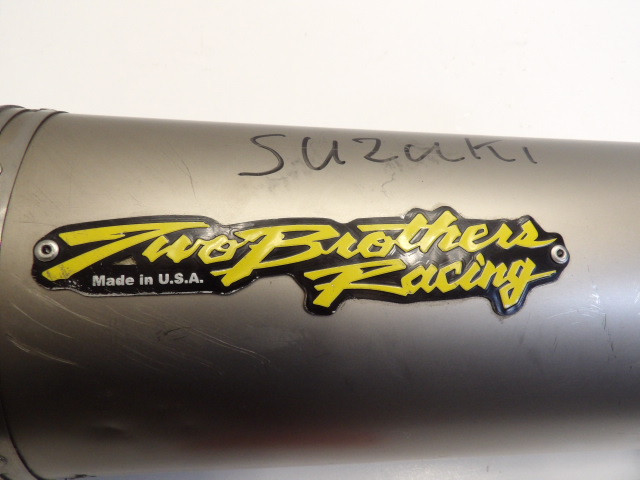 SUZUKI
Two Brothers
Racing
Made in U.S.A.